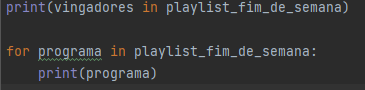 print(vingadores in playlist_fim_de_semana)
for programa in playlist_fim_de_semana:
    print(programa)